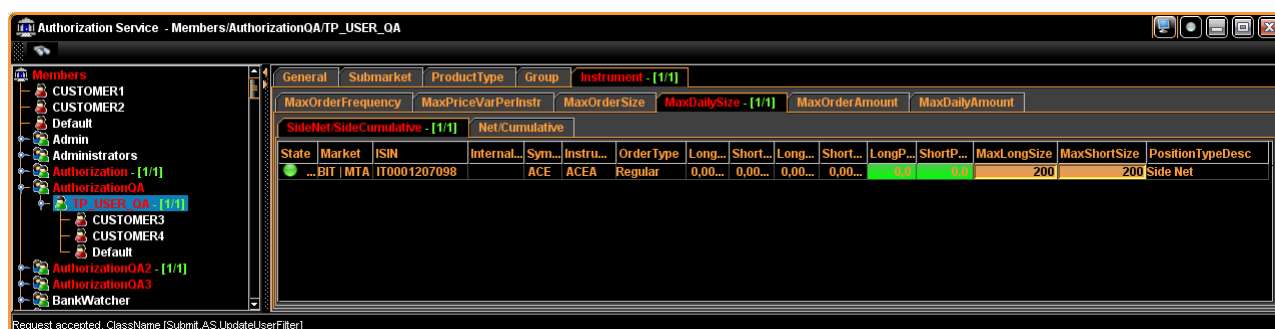 Authorization Service - Members/AuthorizationQA/TP_USER_QA
Members
CUSTOMER1
CUSTOMER2
Default
Admin
Administrators
Authorization - [1/1]
AuthorizationQA
TP_USER_QA - [1/1]
CUSTOMER3
CUSTOMER4
Default
AuthorizationQA2 - [1/1]
AuthorizationQA3
BankWatcher
General Submarket ProductType Group Instrument - [1/1]
MaxOrderFrequency MaxPriceVarPerInstr MaxOrderSize MaxDailySize - [1/1] MaxOrderAmount MaxDailyAmount
SideNet/SideCumulative - [1/1] Net/Cumulative
State Market ISIN Internal... Sym... Instru... OrderType Long... Short... Long... Short... LongP... ShortP... MaxLongSize MaxShortSize PositionTypeDesc
...BIT | MTA IT0001207098 ACE ACEA Regular 0,00... 0,00... 0,00... 0,00... 0,0 0,0 200 200 Side Net
Request accepted. ClassName [Submit.AS.UpdateUserFilter]